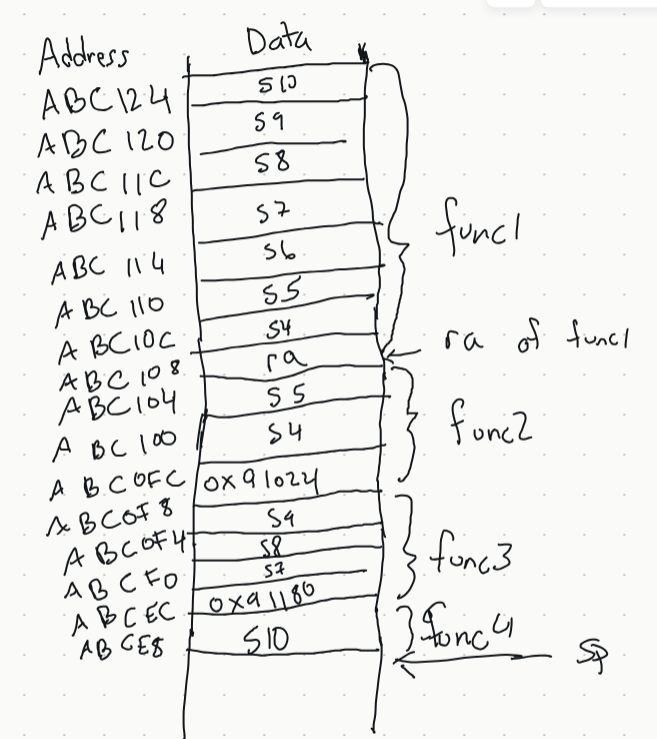 Address Data
ABC124 S10
ABC120 S9
ABC11C S8
ABC118 S7 func1
ABC114 S6
ABC110 S5
ABC10C S4
ABC108 ra ra of func1
ABC104 S5
ABC100 S4 func2
ABC0FC 0x91024
ABC0F8 S9
ABC0F4 S8 func3
ABCF0 S7
ABCEC 0x91180
ABCE8 S10 func4
SP